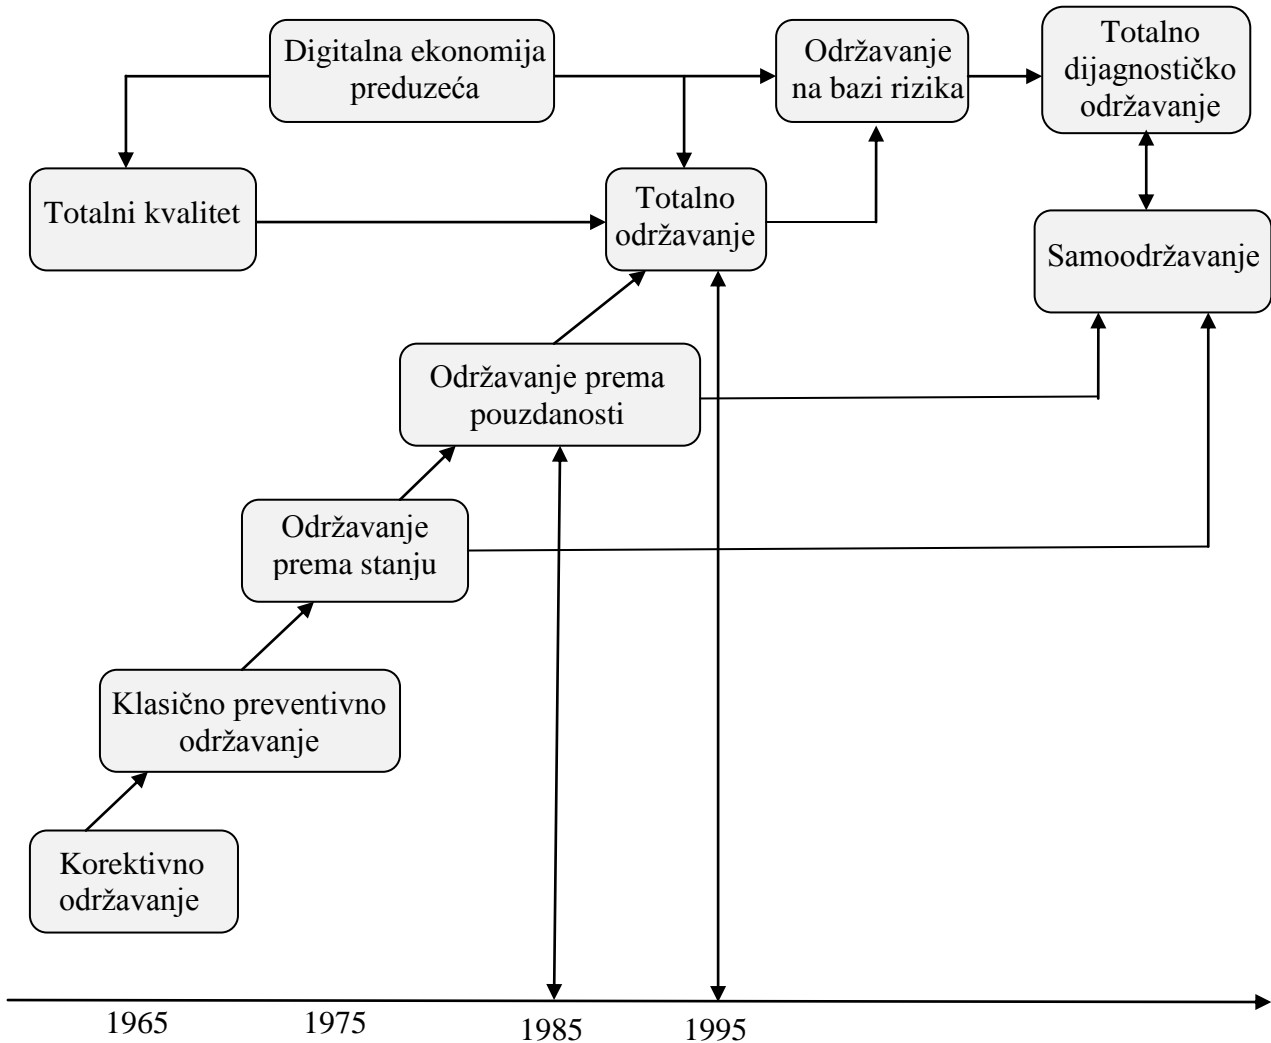 Digitalna ekonomija
preduzeća
Održavanje
na bazi rizika
Totalno
dijagnostičko
održavanje
Totalni kvalitet
Totalno
održavanje
Samoodržavanje
Održavanje prema
pouzdanosti
Održavanje
prema stanju
Klasično preventivno
održavanje
Korektivno
održavanje
1965
1975
1985
1995